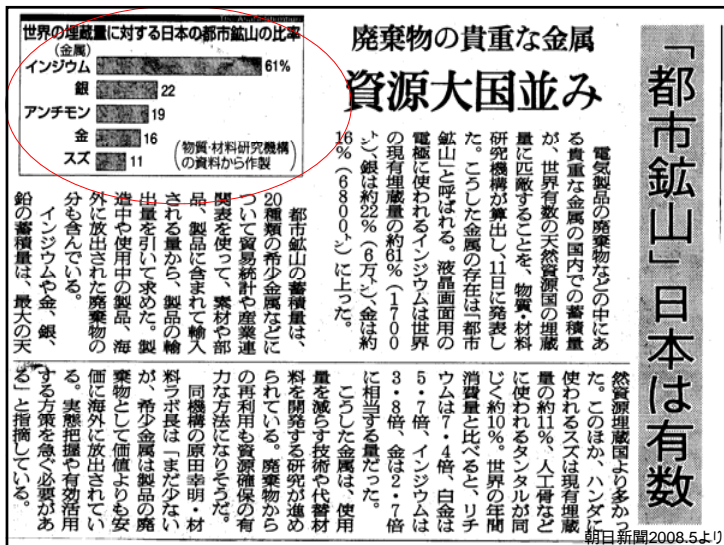 「都市鉱山」日本は有数
廃棄物の貴重な金属
資源大国並み
世界の埋蔵量に対する日本の都市鉱山の比率
(金属)
インジウム 61%
銀 22
アンチモン 19
金 16
スズ 11
(物質・材料研究機構
の資料から作製)
電気製品の廃棄物などの中にあ
る貴重な金属の国内での蓄積量
が、世界有数の天然資源国の埋蔵
量に匹敵することを、物質・材料
研究機構が算出し、11日に発表し
た。こうした金属の存在は「都市
鉱山」と呼ばれる。液晶画面用の
電極に使われるインジウムは世界
の現有埋蔵量の約61%(1700
㌧)、銀は約22%(6万㌧)、金は約
16%(6800㌧)に上った。
都市鉱山の蓄積量は、
20種類の希少金属などに
ついて貿易統計や産業連
関表を使って、素材や部
品、製品に含まれて輸入
される量から、製品の輸
出量を引いて求めた。製
造中や使用中の製品、海
外に放出された廃棄物の
分も含んでいる。
インジウムや金、銀、
鉛の蓄積量は、最大の天
然資源埋蔵国より多かっ
た。このほか、ハンダに
使われるスズは現有埋蔵
量の約11%、人工骨など
に使われるタンタルが同
じく約10%。世界の年間
消費量と比べると、リチ
ウムは7・4倍、白金は
5・7倍、インジウムは
3・8倍、金は2・7倍
に相当する量だった。
こうした金属は、使用
量を減らす技術や代替材
料を開発する研究が進め
られている。廃棄物から
の再利用も資源確保の有
力な方法になりそうだ。
同機構の原田幸明・材
料ラボ長は「まだ少ない
が、希少金属は製品の廃
棄物として価値よりも安
価に海外に放出されてい
る。実態把握や有効活用
する方策を急ぐ必要があ
る」と指摘している。
朝日新聞2008.5より